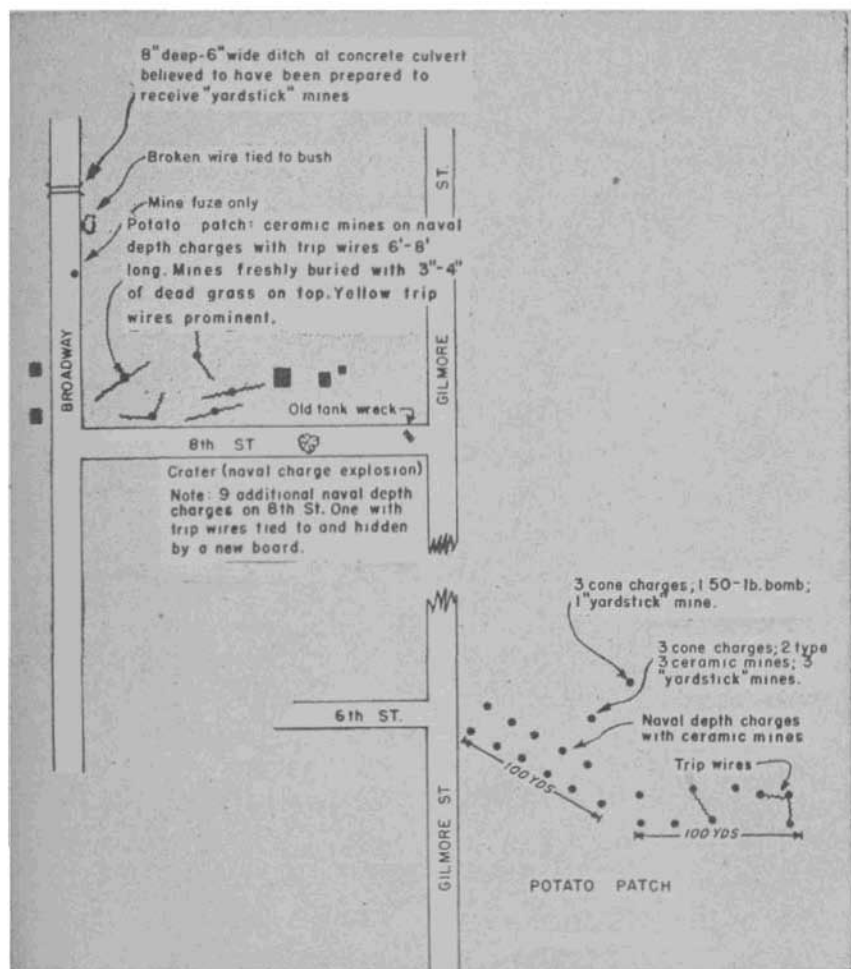 8" deep-6" wide ditch at concrete culvert
believed to have been prepared to
receive "yardstick" mines
Broken wire tied to bush
Mine fuze only
Potato patch: ceramic mines on naval
depth charges with trip wires 6'-8'
long. Mines freshly buried with 3"-4"
of dead grass on top. Yellow trip
wires prominent.
ST.
GILMORE
BROADWAY
Old tank wreck
8th ST
Crater (naval charge explosion)
Note: 9 additional naval depth
charges on 8th St. One with
trip wires tied to and hidden
by a new board.
3 cone charges; 1 50-lb. bomb;
1 "yardstick" mine.
3 cone charges; 2 type
3 ceramic mines; 3
"yardstick" mines.
6th ST.
Naval depth charges
with ceramic mines
Trip wires
100 YDS
100 YDS
GILMORE ST
POTATO PATCH